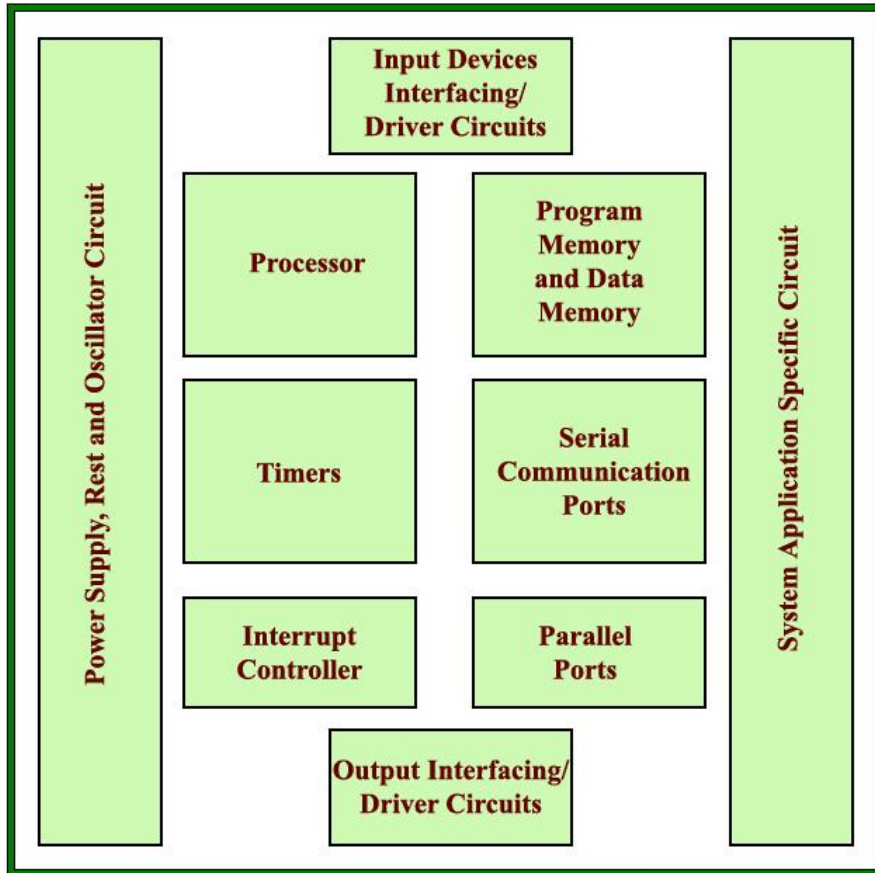 Input Devices
Interfacing/
Driver Circuits
Power Supply, Rest and Oscillator Circuit
Processor
Program
Memory
and Data
Memory
System Application Specific Circuit
Timers
Serial
Communication
Ports
Interrupt
Controller
Parallel
Ports
Output Interfacing/
Driver Circuits